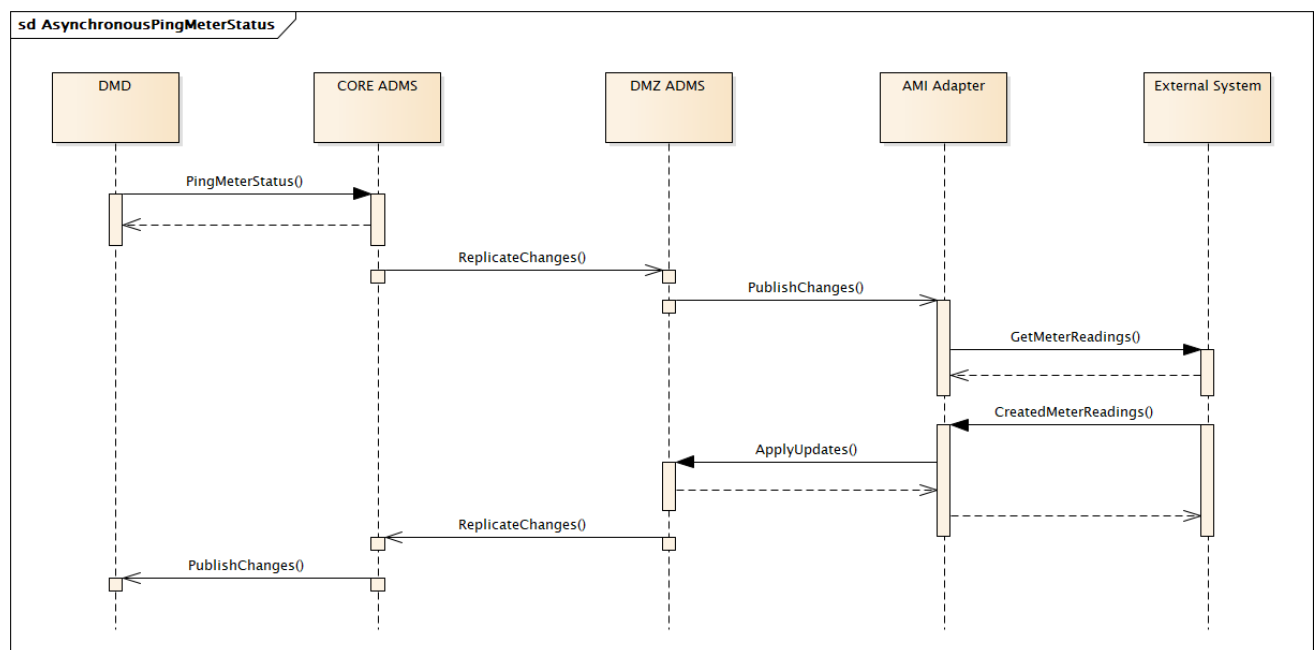 sd AsynchronousPingMeterStatus
DMD
CORE ADMS
DMZ ADMS
AMI Adapter
External System
PingMeterStatus()
ReplicateChanges()
PublishChanges()
GetMeterReadings()
CreatedMeterReadings()
ApplyUpdates()
ReplicateChanges()
PublishChanges()